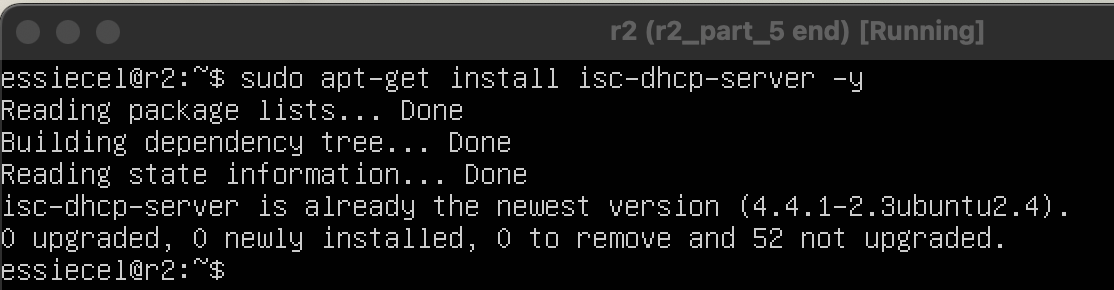 r2 (r2_part_5 end) [Running]
essiecel@r2:~$ sudo apt-get install isc-dhcp-server -y
Reading package lists... Done
Building dependency tree... Done
Reading state information... Done
isc-dhcp-server is already the newest version (4.4.1-2.3ubuntu2.4).
0 upgraded, 0 newly installed, 0 to remove and 52 not upgraded.
essiecel@r2:~$